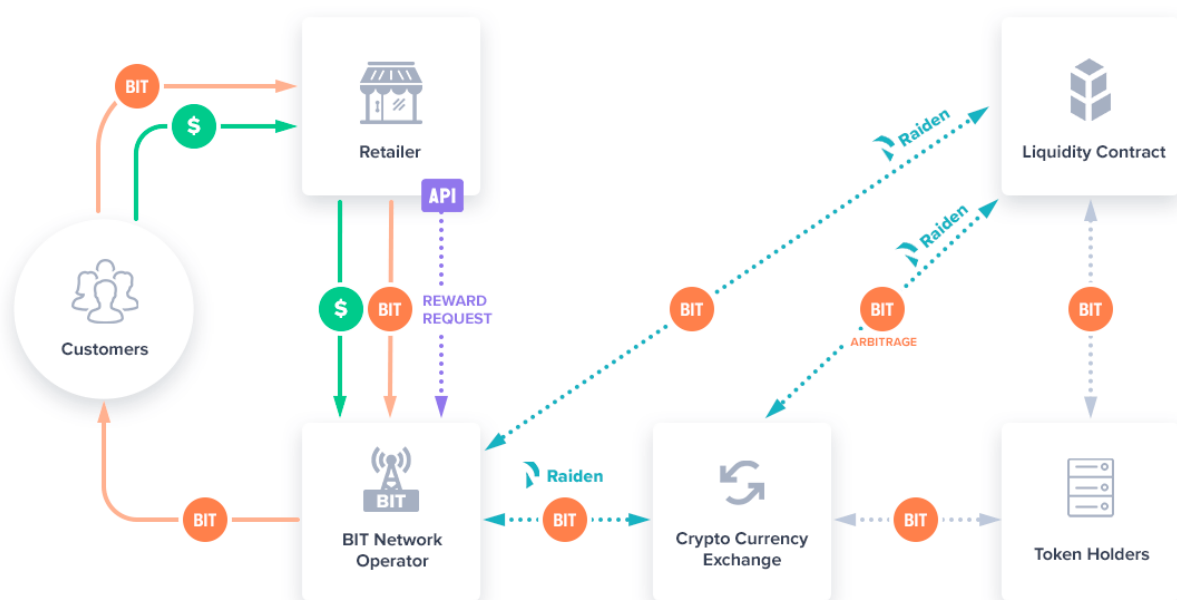 BIT
$
Retailer
API
Raiden
Liquidity Contract
Raiden
Customers
$
BIT
REWARD
REQUEST
BIT
BIT
ARBITRAGE
BIT
BIT
BIT
BIT Network
Operator
Raiden
BIT
Crypto Currency
Exchange
BIT
Token Holders